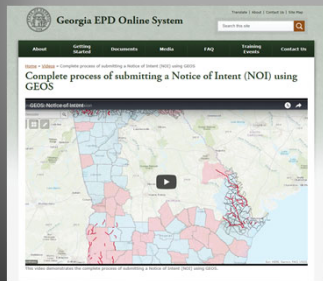 Translate | About | Contact Us | Site Map
Georgia EPD Online System
Search this site
About Getting Started Documents Media FAQ Training Events Contact Us
Home » Videos » Complete process of submitting a Notice of Intent (NOI) using GEOS
Complete process of submitting a Notice of Intent (NOI) using
GEOS
GEOS: Notice of Intent
This video demonstrates the complete process of submitting a Notice of Intent (NOI) using GEOS.